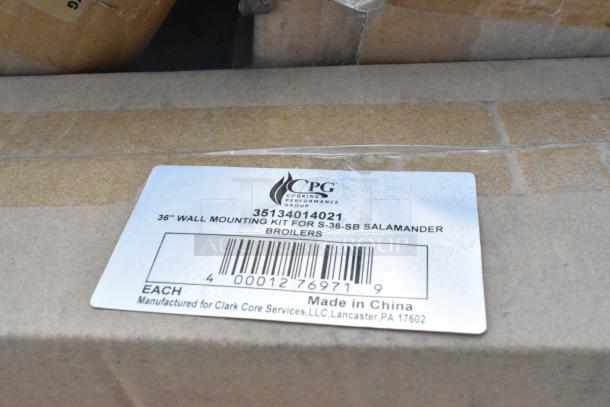 CPG
COOKING
PERFORMANCE
GROUP
35134014021
36" WALL MOUNTING KIT FOR S-36-SB SALAMANDER
BROILERS
4 00012 76971 9
EACH
Made in China
Manufactured for Clark Core Services, LLC, Lancaster, PA 17602